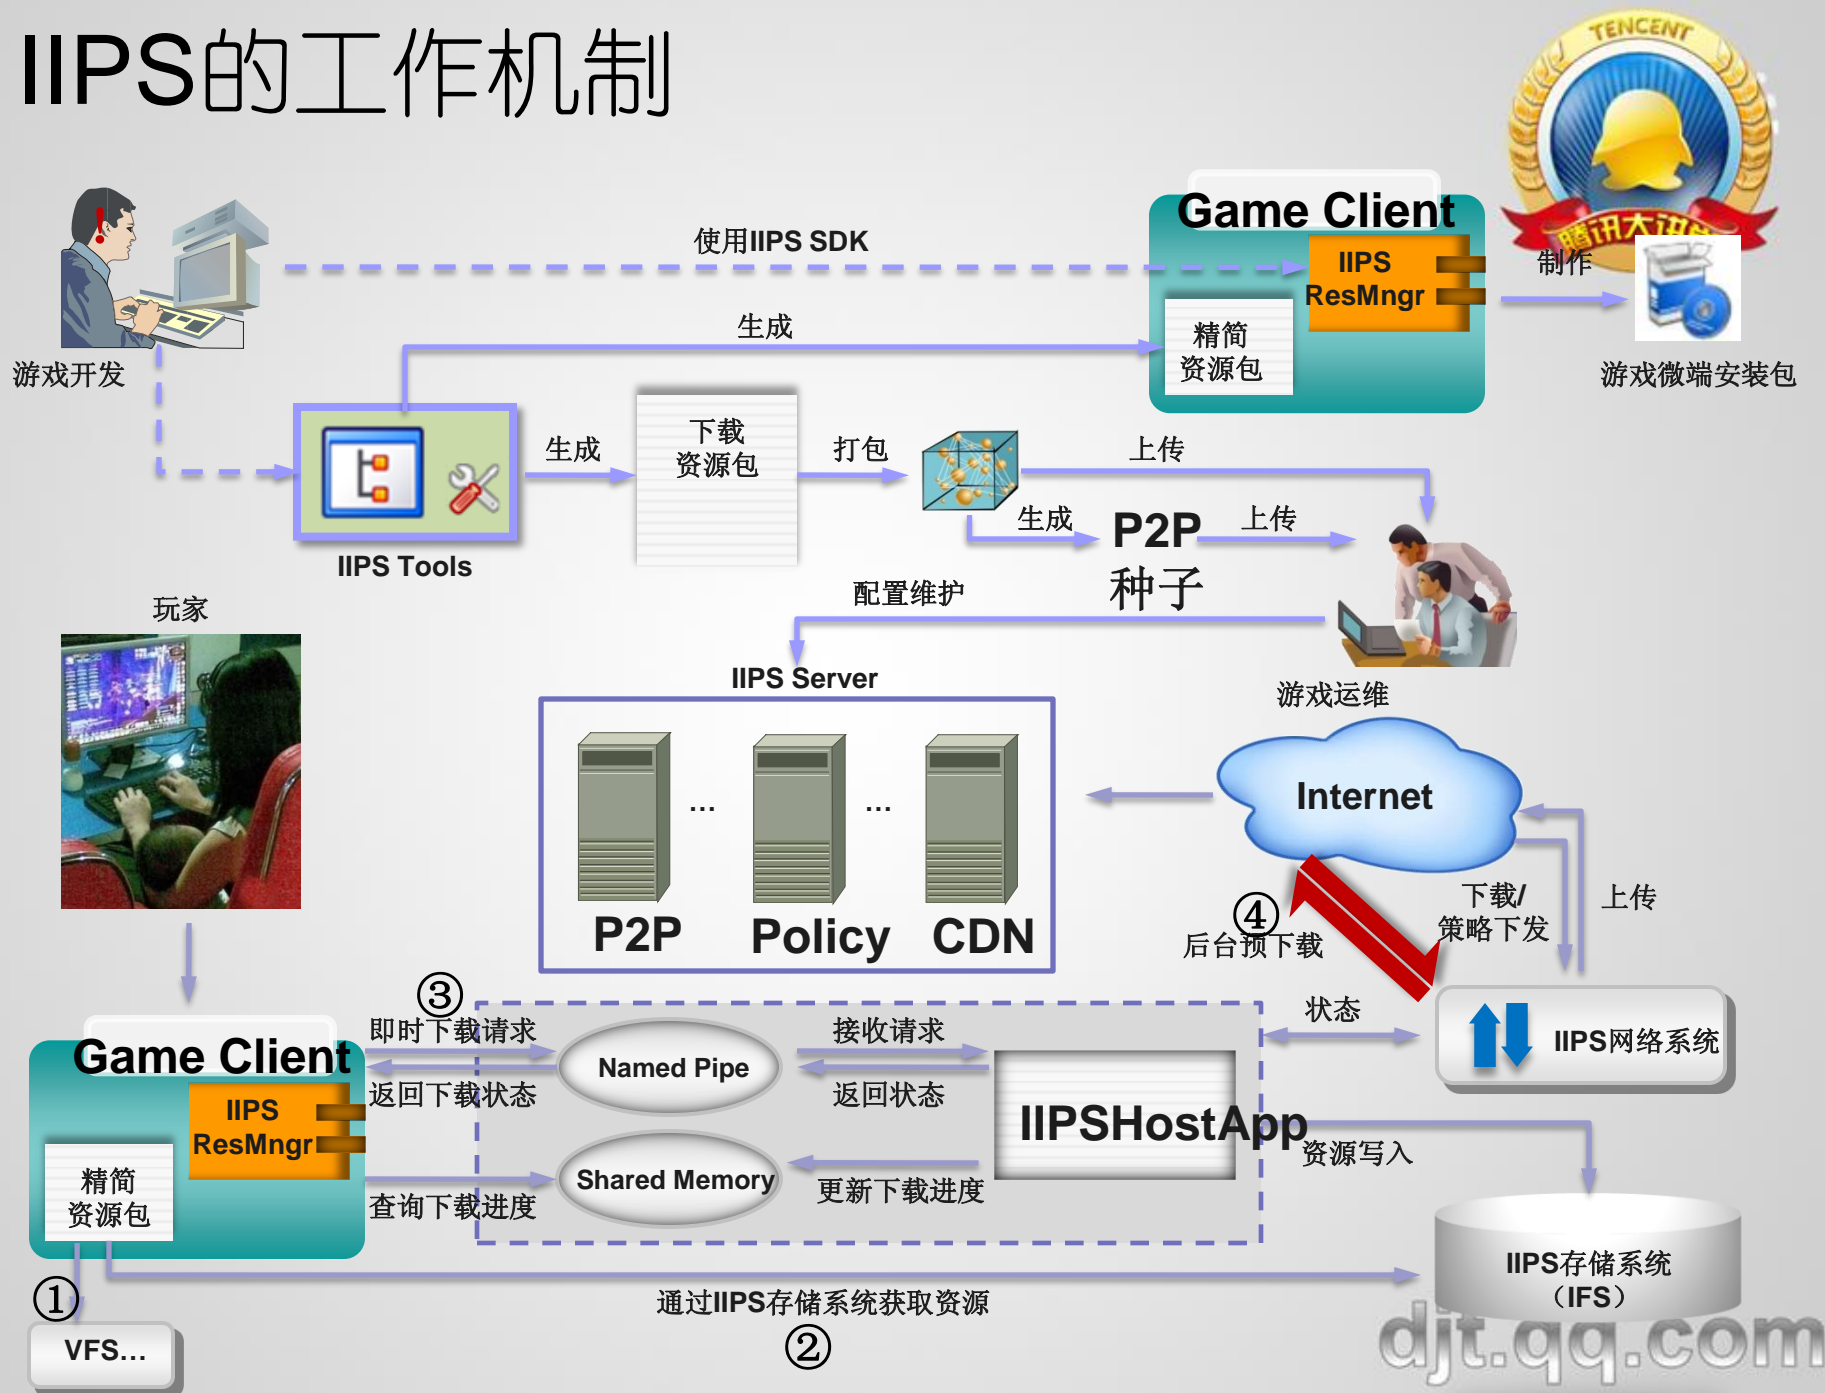 IIPS的工作机制
TENCENT
腾讯大讲
使用IIPS SDK
Game Client
IIPS
ResMngr
精简
资源包
制作
游戏微端安装包
游戏开发
生成
IIPS Tools
生成
下载
资源包
打包
上传
生成
P2P
种子
上传
配置维护
游戏运维
玩家
IIPS Server
...
...
P2P
Policy
CDN
Internet
④
后台预下载
下载/
策略下发
上传
③
即时下载请求
返回下载状态
Game Client
IIPS
ResMngr
精简
资源包
查询下载进度
Named Pipe
Shared Memory
接收请求
返回状态
更新下载进度
IIPSHostApp
状态
IIPS网络系统
资源写入
IIPS存储系统
（IFS）
①
VFS...
通过IIPS存储系统获取资源
②
djt.qq.com